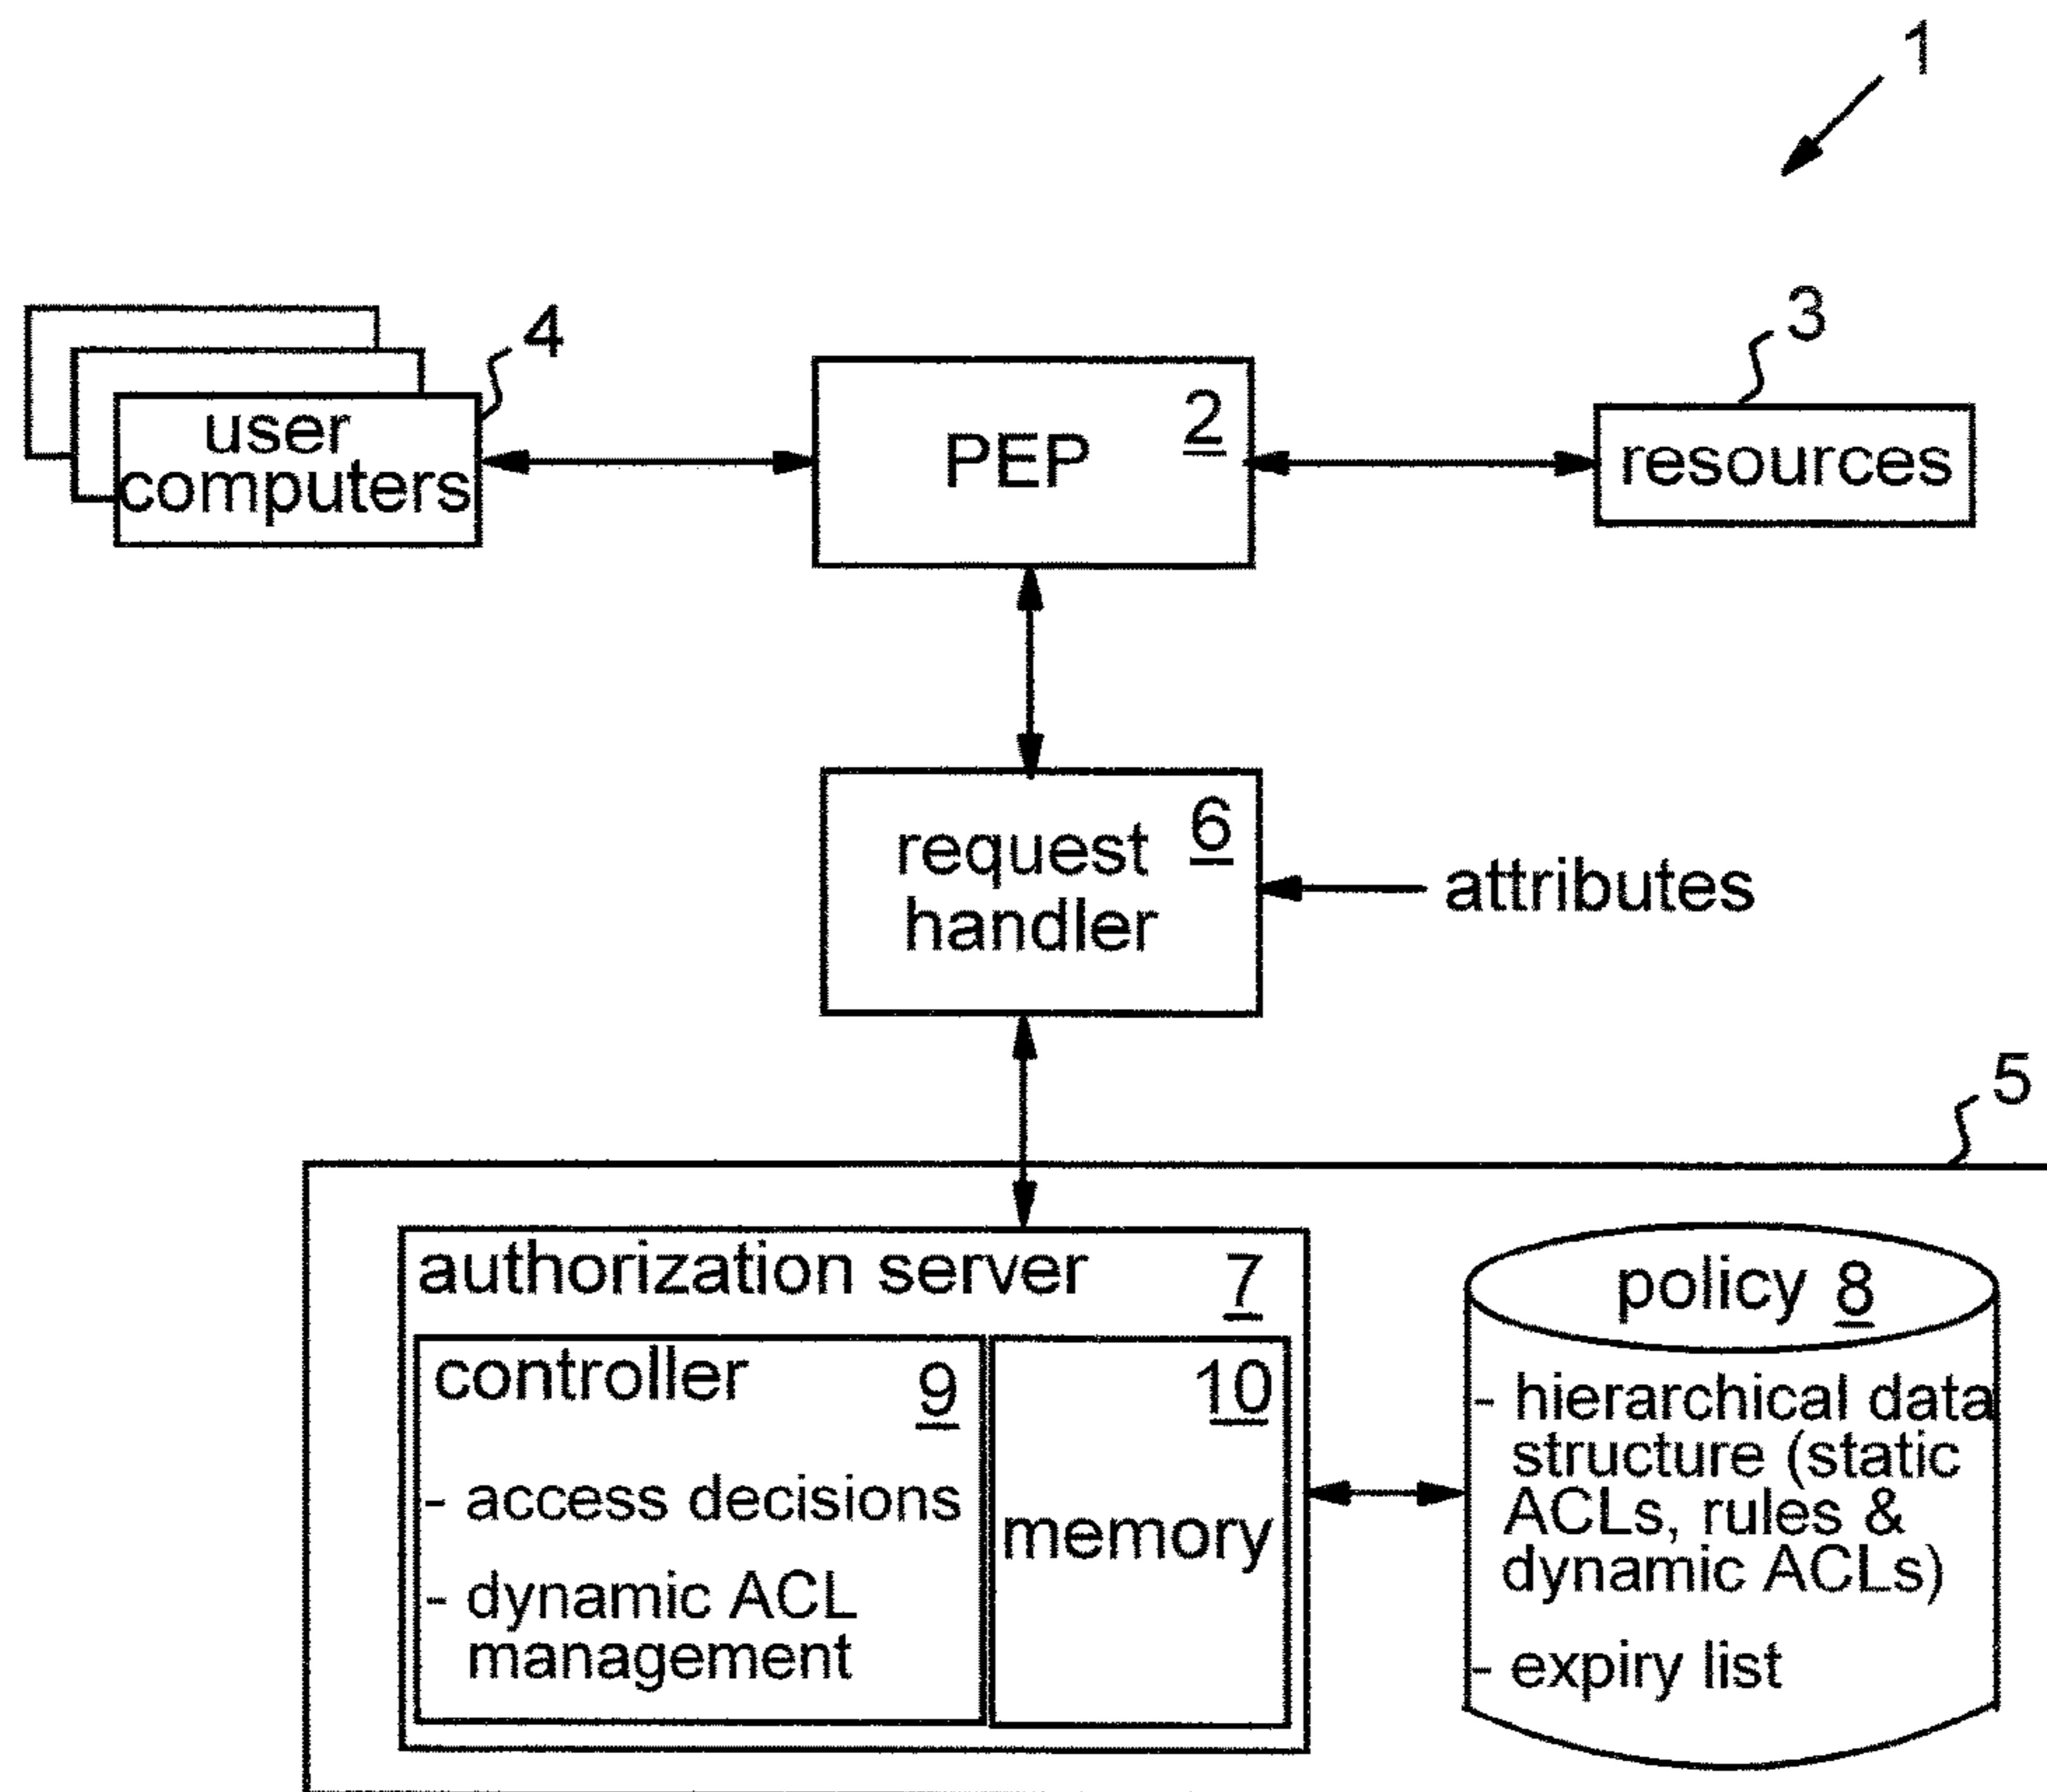 1
4
3
user
computers
PEP 2
resources
request 6
handler
attributes
5
authorization server 7
policy 8
controller 9
10
memory
- access decisions
- dynamic ACL
management
- hierarchical data
structure (static
ACLs, rules &
dynamic ACLs)
- expiry list